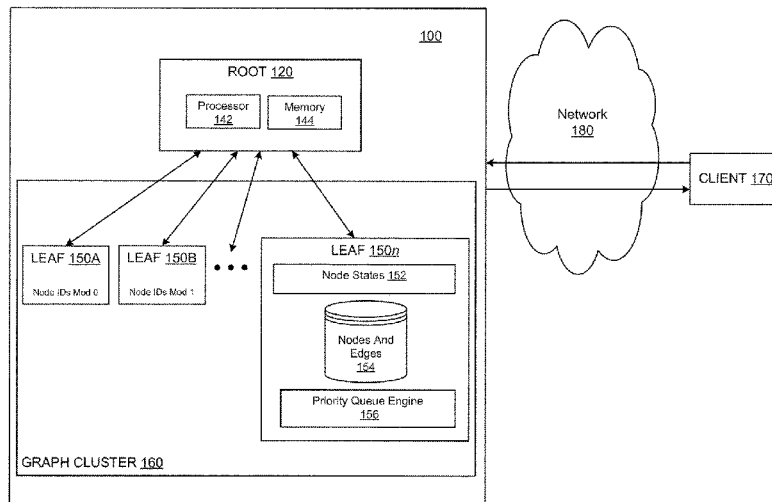 100
ROOT 120
Processor
142
Memory
144
Network
180
CLIENT 170
LEAF 150A
Node IDs Mod 0
LEAF 150B
Node IDs Mod 1
LEAF 150n
Node States 152
Nodes And
Edges
154
Priority Queue Engine
156
GRAPH CLUSTER 160